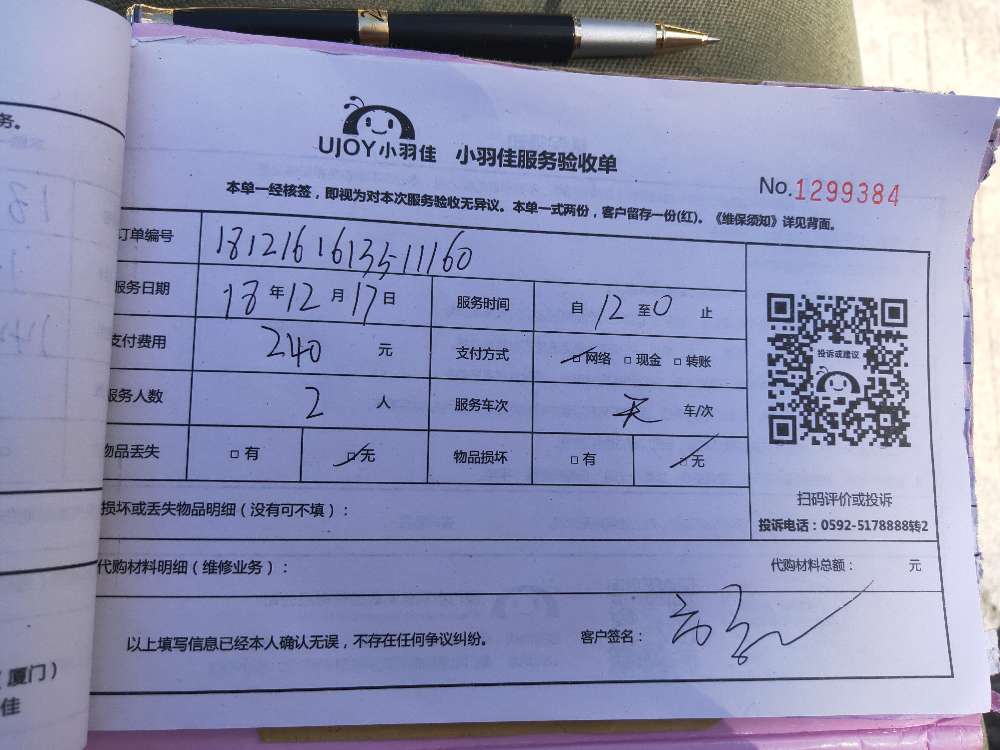 务。
UJOY小羽佳 小羽佳服务验收单
No.1299384
本单一经核签，即视为对本次服务验收无异议。本单一式两份，客户留存一份(红)。《维保须知》详见背面。
订单编号 18121616135-11160
服务日期 18 年 12 月 17 日 服务时间 自 12 至 0 止
支付费用 240 元 支付方式 □网络 □现金 □转账
服务人数 2 人 服务车次 无 车/次
物品丢失 □有 □无 物品损坏 □有 □无
投诉或建议
扫码评价或投诉
投诉电话：0592-5178888转2
损坏或丢失物品明细（没有可不填）：
代购材料明细（维修业务）： 代购材料总额： 元
以上填写信息已经本人确认无误，不存在任何争议纠纷。 客户签名：
（厦门）
佳